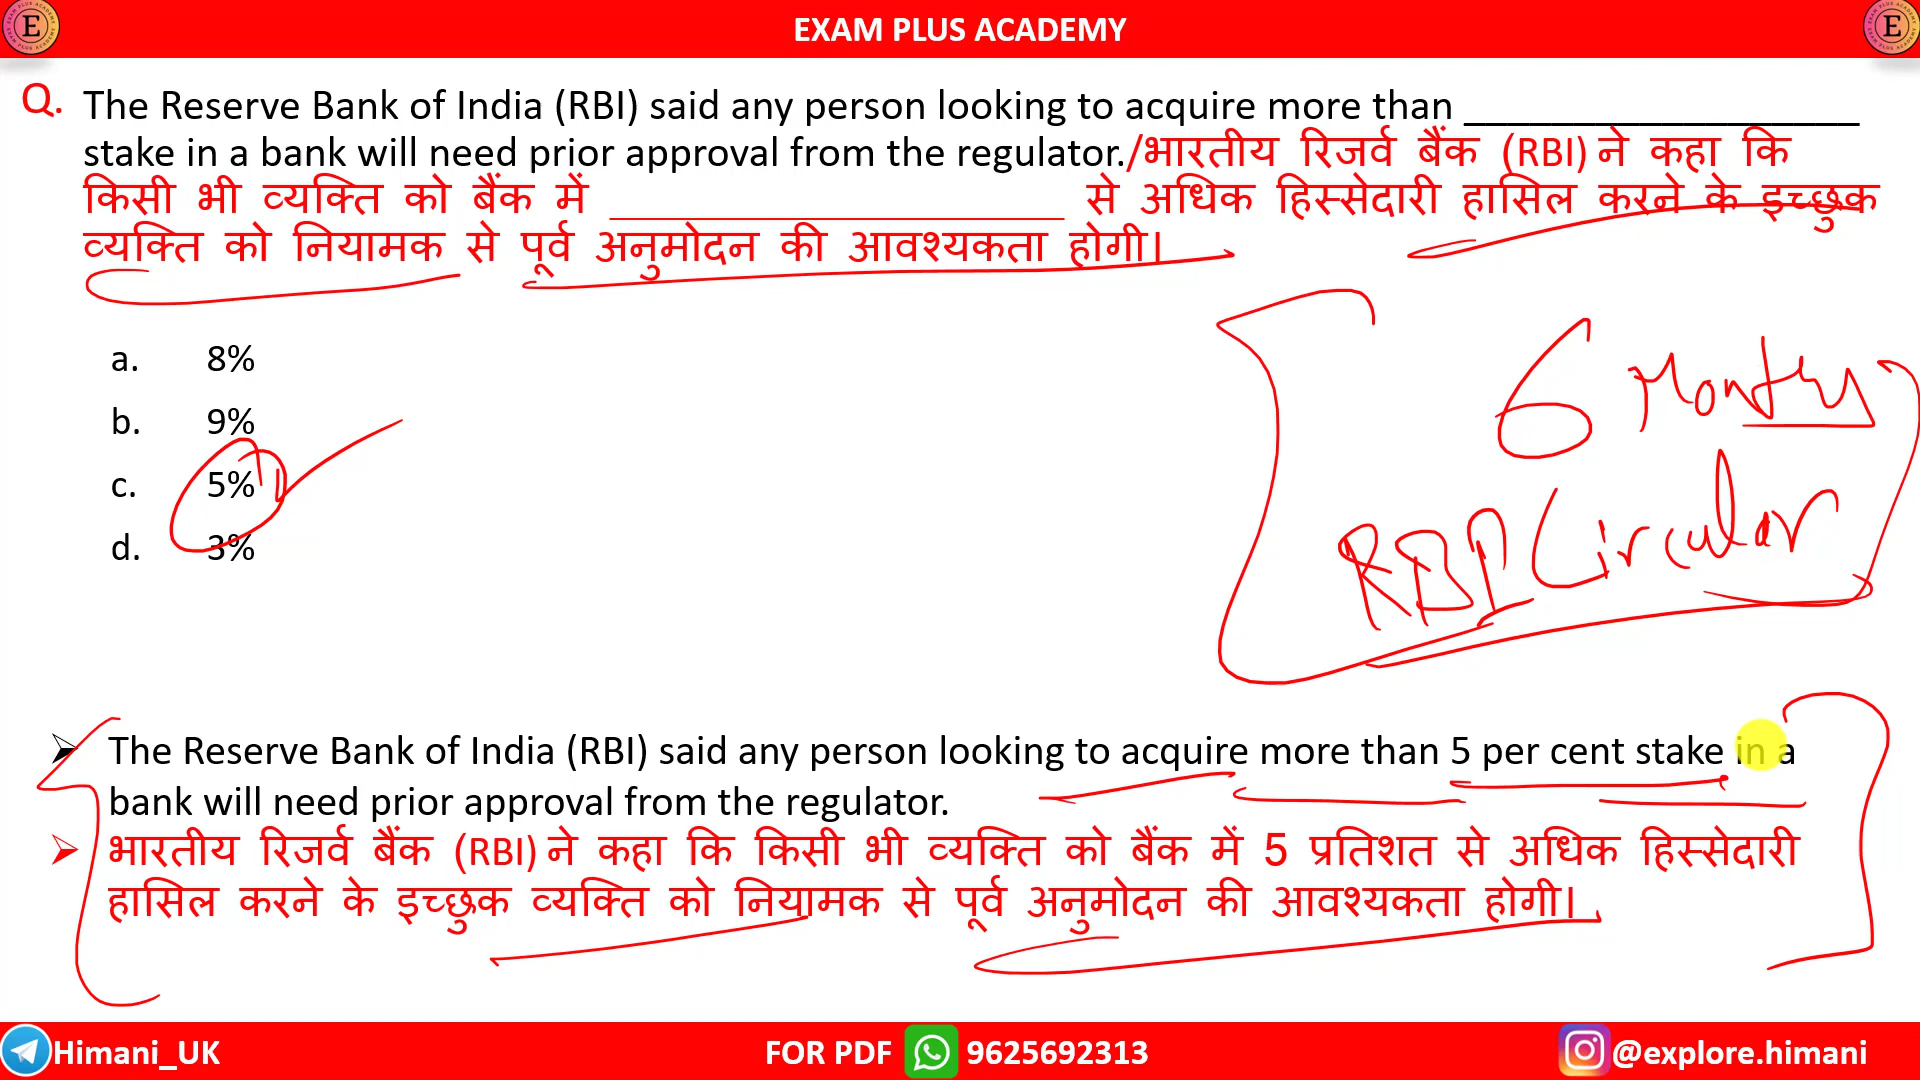 EXAM PLUS ACADEMY
Q. The Reserve Bank of India (RBI) said any person looking to acquire more than ___________________
stake in a bank will need prior approval from the regulator./भारतीय रिजर्व बैंक (RBI) ने कहा कि
किसी भी व्यक्ति को बैंक में ___________________ से अधिक हिस्सेदारी हासिल करने के इच्छुक
व्यक्ति को नियामक से पूर्व अनुमोदन की आवश्यकता होगी।
a. 8%
b. 9%
c. 5%
d. 3%
6 Months
RBI Circular
The Reserve Bank of India (RBI) said any person looking to acquire more than 5 per cent stake in a
bank will need prior approval from the regulator.
भारतीय रिजर्व बैंक (RBI) ने कहा कि किसी भी व्यक्ति को बैंक में 5 प्रतिशत से अधिक हिस्सेदारी
हासिल करने के इच्छुक व्यक्ति को नियामक से पूर्व अनुमोदन की आवश्यकता होगी।
Himani_UK
FOR PDF 9625692313
@explore.himani